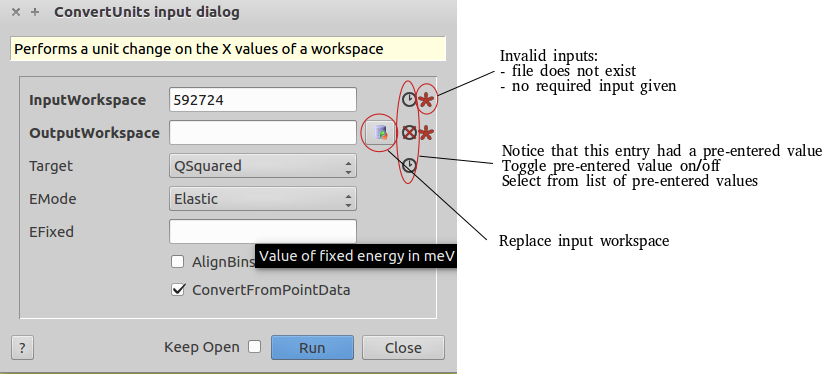 ConvertUnits input dialog
Performs a unit change on the X values of a workspace
InputWorkspace 592724
OutputWorkspace
Target QSquared
EMode Elastic
EFixed
Value of fixed energy in meV
AlignBins
ConvertFromPointData
? Keep Open Run Close
Invalid inputs:
- file does not exist
- no required input given
Notice that this entry had a pre-entered value
Toggle pre-entered value on/off
Select from list of pre-entered values
Replace input workspace